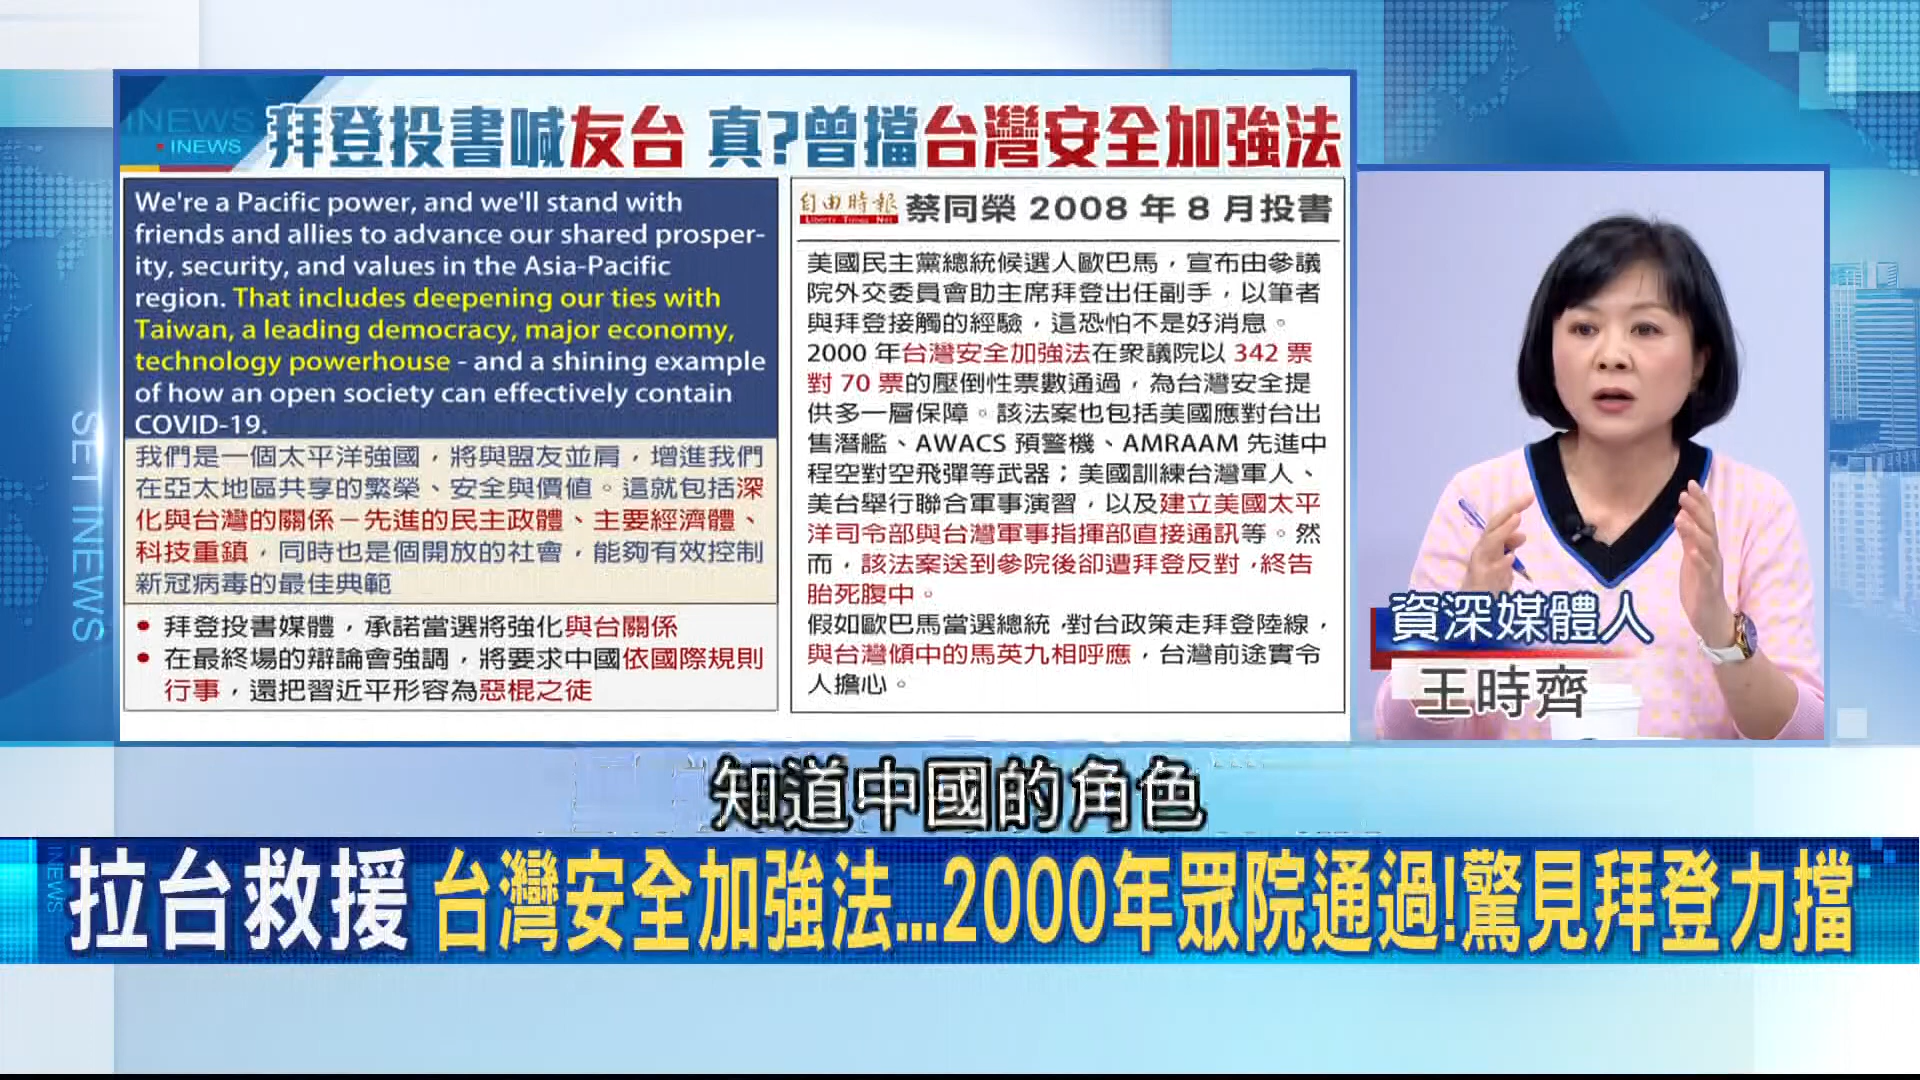 INEWS
INEWS
拜登投書喊友台 真?曾擋台灣安全加強法
We're a Pacific power, and we'll stand with
friends and allies to advance our shared prosper-
ity, security, and values in the Asia-Pacific
region. That includes deepening our ties with
Taiwan, a leading democracy, major economy,
technology powerhouse - and a shining example
of how an open society can effectively contain
COVID-19.
我們是一個太平洋強國，將與盟友並肩，增進我們
在亞太地區共享的繁榮、安全與價值。這就包括深
化與台灣的關係－先進的民主政體、主要經濟體、
科技重鎮，同時也是個開放的社會，能夠有效控制
新冠病毒的最佳典範
• 拜登投書媒體，承諾當選將強化與台關係
• 在最終場的辯論會強調，將要求中國依國際規則
行事，還把習近平形容為惡棍之徒
自由時報
Liberty Times Net
蔡同榮 2008 年 8 月投書
美國民主黨總統候選人歐巴馬，宣布由參議
院外交委員會助主席拜登出任副手，以筆者
與拜登接觸的經驗，這恐怕不是好消息。
2000 年台灣安全加強法在衆議院以 342 票
對 70 票的壓倒性票數通過，為台灣安全提
供多一層保障。該法案也包括美國應對台出
售潛艦、AWACS 預警機、AMRAAM 先進中
程空對空飛彈等武器；美國訓練台灣軍人、
美台舉行聯合軍事演習，以及建立美國太平
洋司令部與台灣軍事指揮部直接通訊等。然
而，該法案送到參院後卻遭拜登反對，終告
胎死腹中。
假如歐巴馬當選總統，對台政策走拜登陸線，
與台灣傾中的馬英九相呼應，台灣前途實令
人擔心。
資深媒體人
王時齊
SET INEWS
知道中國的角色
INEWS
拉台救援 台灣安全加強法...2000年眾院通過!驚見拜登力擋